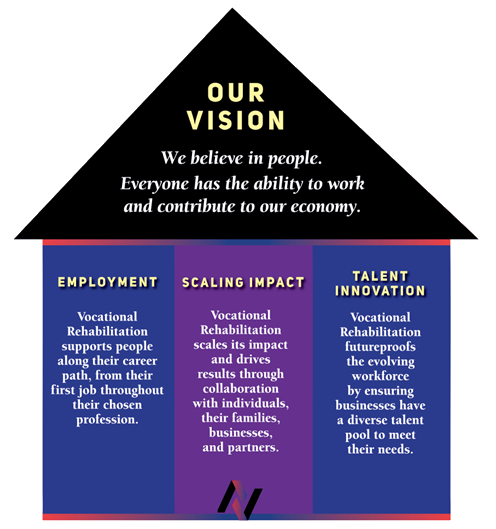 OUR
VISION
We believe in people.
Everyone has the ability to work
and contribute to our economy.
EMPLOYMENT
Vocational
Rehabilitation
supports people
along their career
path, from their
first job throughout
their chosen
profession.
SCALING IMPACT
Vocational
Rehabilitation
scales its impact
and drives
results through
collaboration
with individuals,
their families,
businesses,
and partners.
TALENT
INNOVATION
Vocational
Rehabilitation
futureproofs
the evolving
workforce
by ensuring
businesses have
a diverse talent
pool to meet
their needs.